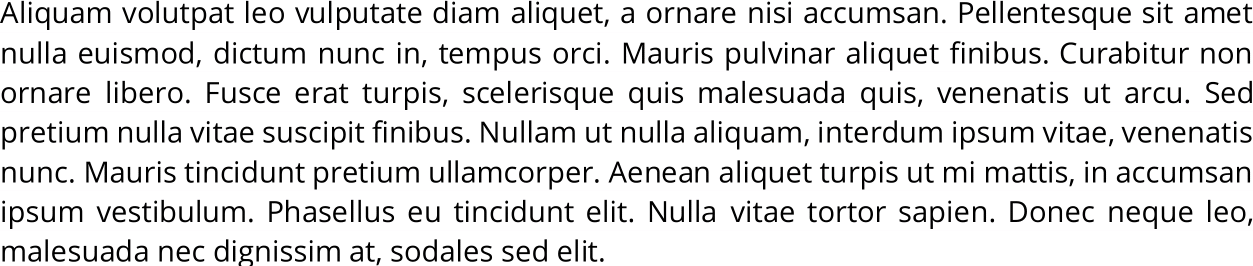 Aliquam volutpat leo vulputate diam aliquet, a ornare nisi accumsan. Pellentesque sit amet
nulla euismod, dictum nunc in, tempus orci. Mauris pulvinar aliquet finibus. Curabitur non
ornare libero. Fusce erat turpis, scelerisque quis malesuada quis, venenatis ut arcu. Sed
pretium nulla vitae suscipit finibus. Nullam ut nulla aliquam, interdum ipsum vitae, venenatis
nunc. Mauris tincidunt pretium ullamcorper. Aenean aliquet turpis ut mi mattis, in accumsan
ipsum vestibulum. Phasellus eu tincidunt elit. Nulla vitae tortor sapien. Donec neque leo,
malesuada nec dignissim at, sodales sed elit.